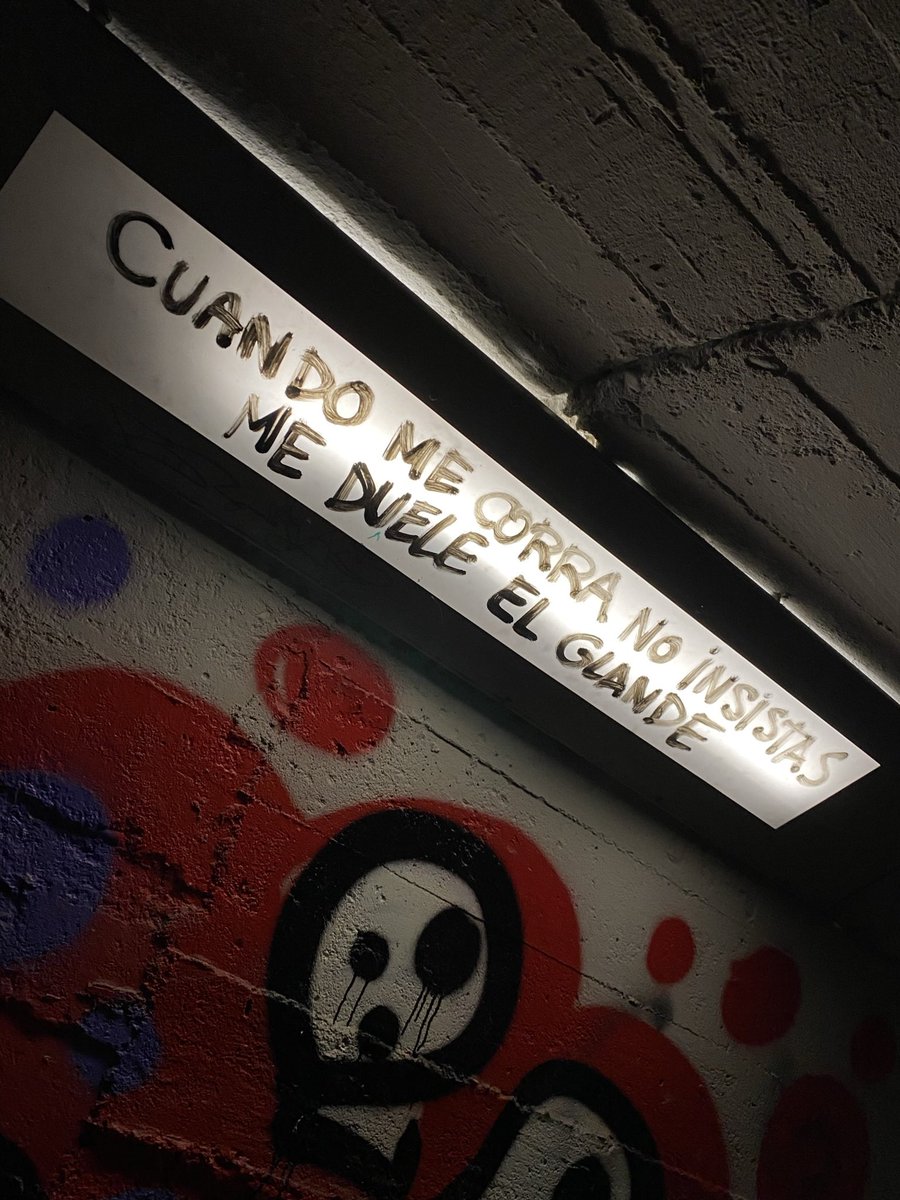 CUANDO ME CORRA NO INSISTAS
ME DUELE EL GLANDE